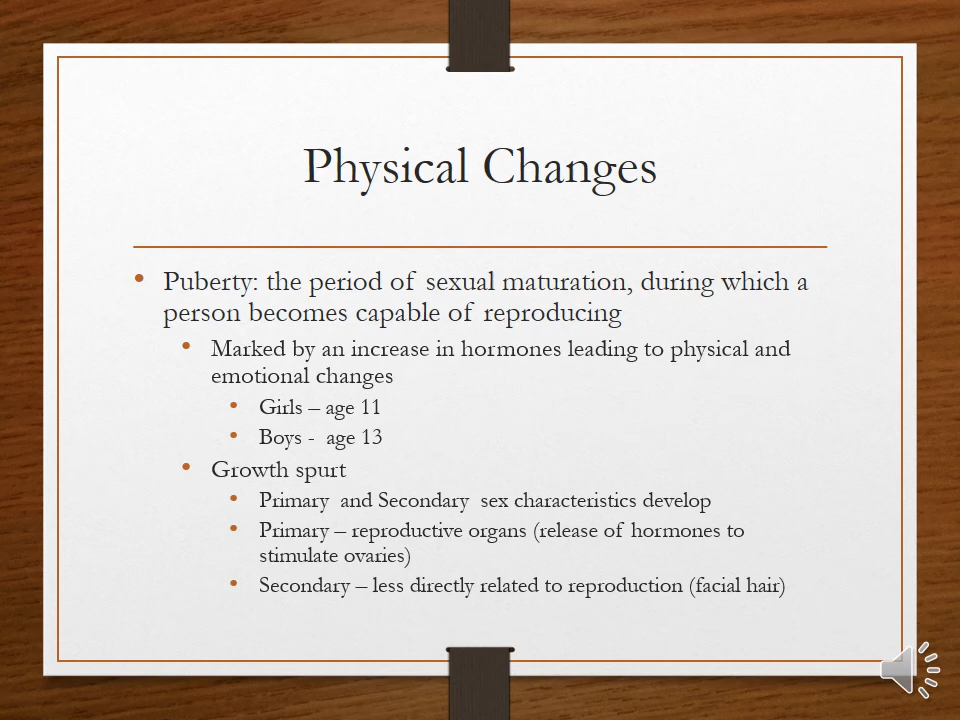 Physical Changes
• Puberty: the period of sexual maturation, during which a
person becomes capable of reproducing
• Marked by an increase in hormones leading to physical and
emotional changes
• Girls – age 11
• Boys - age 13
• Growth spurt
• Primary and Secondary sex characteristics develop
• Primary – reproductive organs (release of hormones to
stimulate ovaries)
• Secondary – less directly related to reproduction (facial hair)